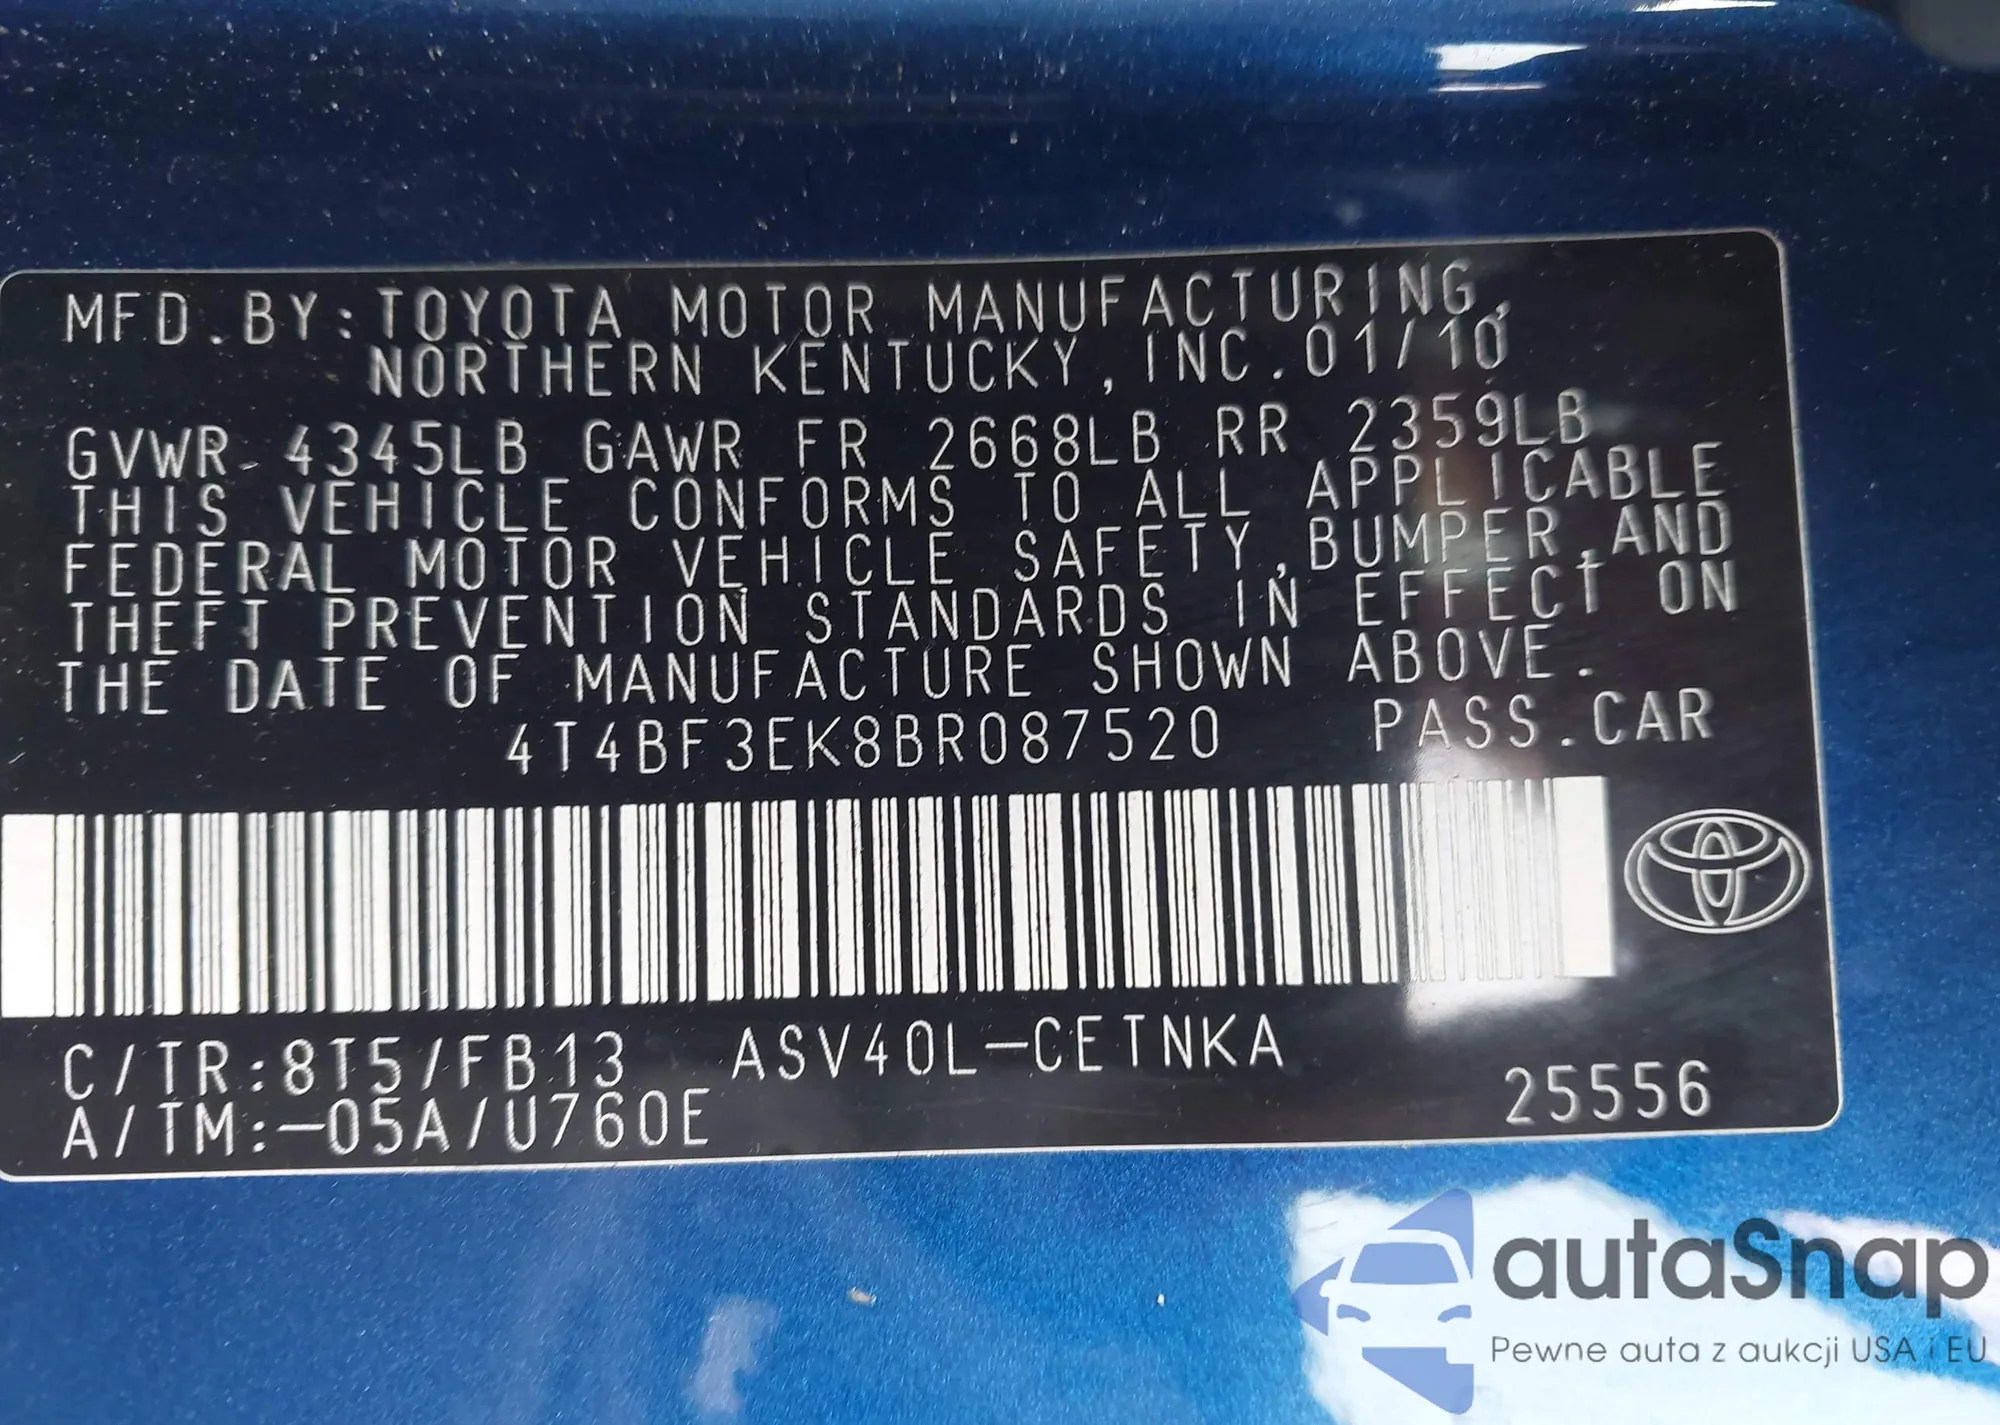 MFD.BY:TOYOTA MOTOR MANUFACTURING,
NORTHERN KENTUCKY,INC.01/10
GVWR 4345LB GAWR FR 2668LB RR 2359LB
THIS VEHICLE CONFORMS TO ALL APPLICABLE
FEDERAL MOTOR VEHICLE SAFETY,BUMPER,AND
THEFT PREVENTION STANDARDS IN EFFECT ON
THE DATE OF MANUFACTURE SHOWN ABOVE.
4T4BF3EK8BR087520 PASS.CAR
C/TR:8T5/FB13 ASV40L-CETNKA
A/TM:-05A/U760E 25556
autaSnap
Pewne auta z aukcji USA i EU